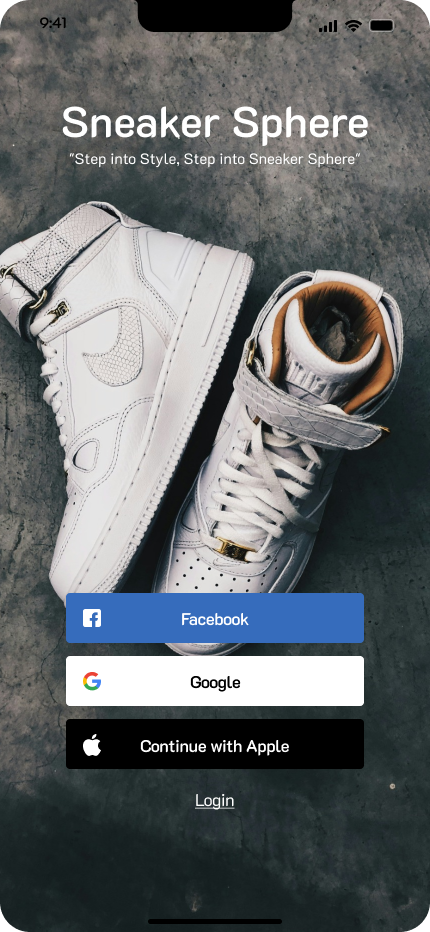 9:41
Sneaker Sphere
"Step into Style, Step into Sneaker Sphere"
Facebook
Google
Continue with Apple
Login